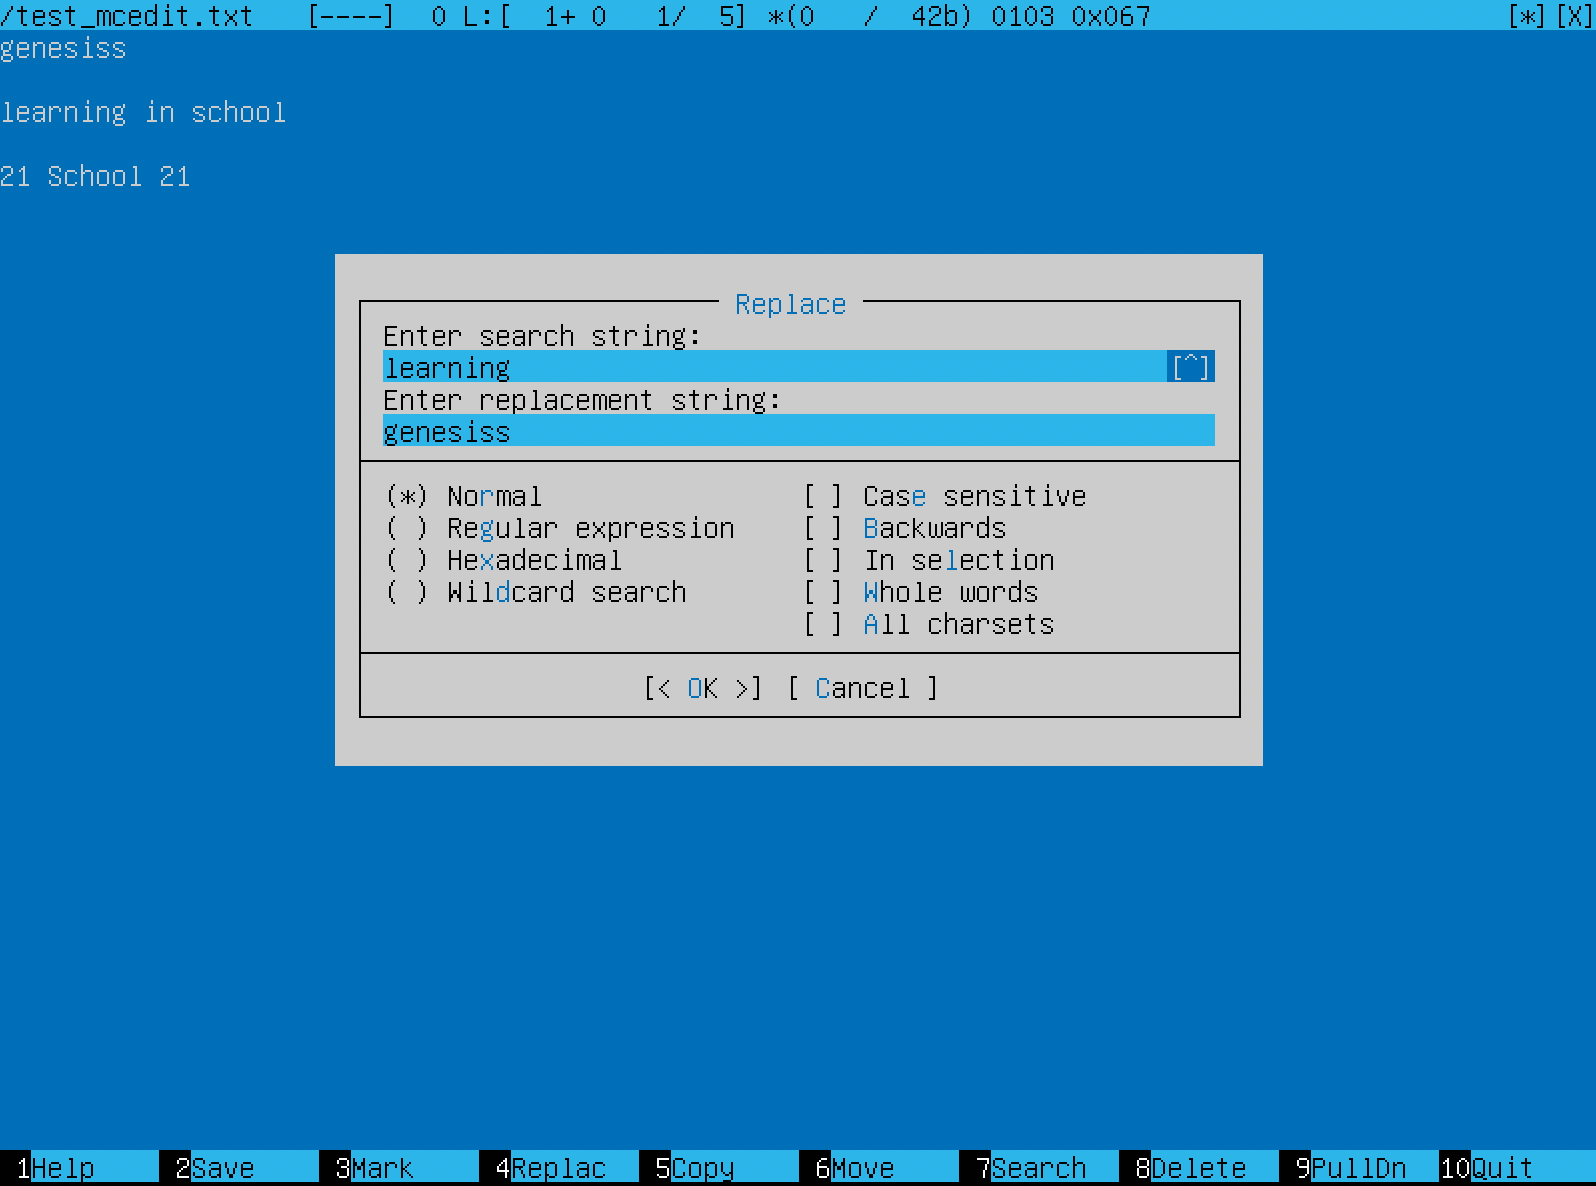 /test_mcedit.txt [----] 0 L:[ 1+ 0 1/ 5] *(0 / 42b) 0103 0x067 [*][X]
genesiss
learning in school
21 School 21
Replace
Enter search string:
learning [^]
Enter replacement string:
genesiss
(*) Normal [ ] Case sensitive
( ) Regular expression [ ] Backwards
( ) Hexadecimal [ ] In selection
( ) Wildcard search [ ] Whole words
[ ] All charsets
[< OK >] [ Cancel ]
1Help 2Save 3Mark 4Replac 5Copy 6Move 7Search 8Delete 9PullDn 10Quit